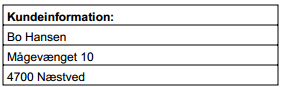 Kundeinformation:
Bo Hansen
Mågevænget 10
4700 Næstved